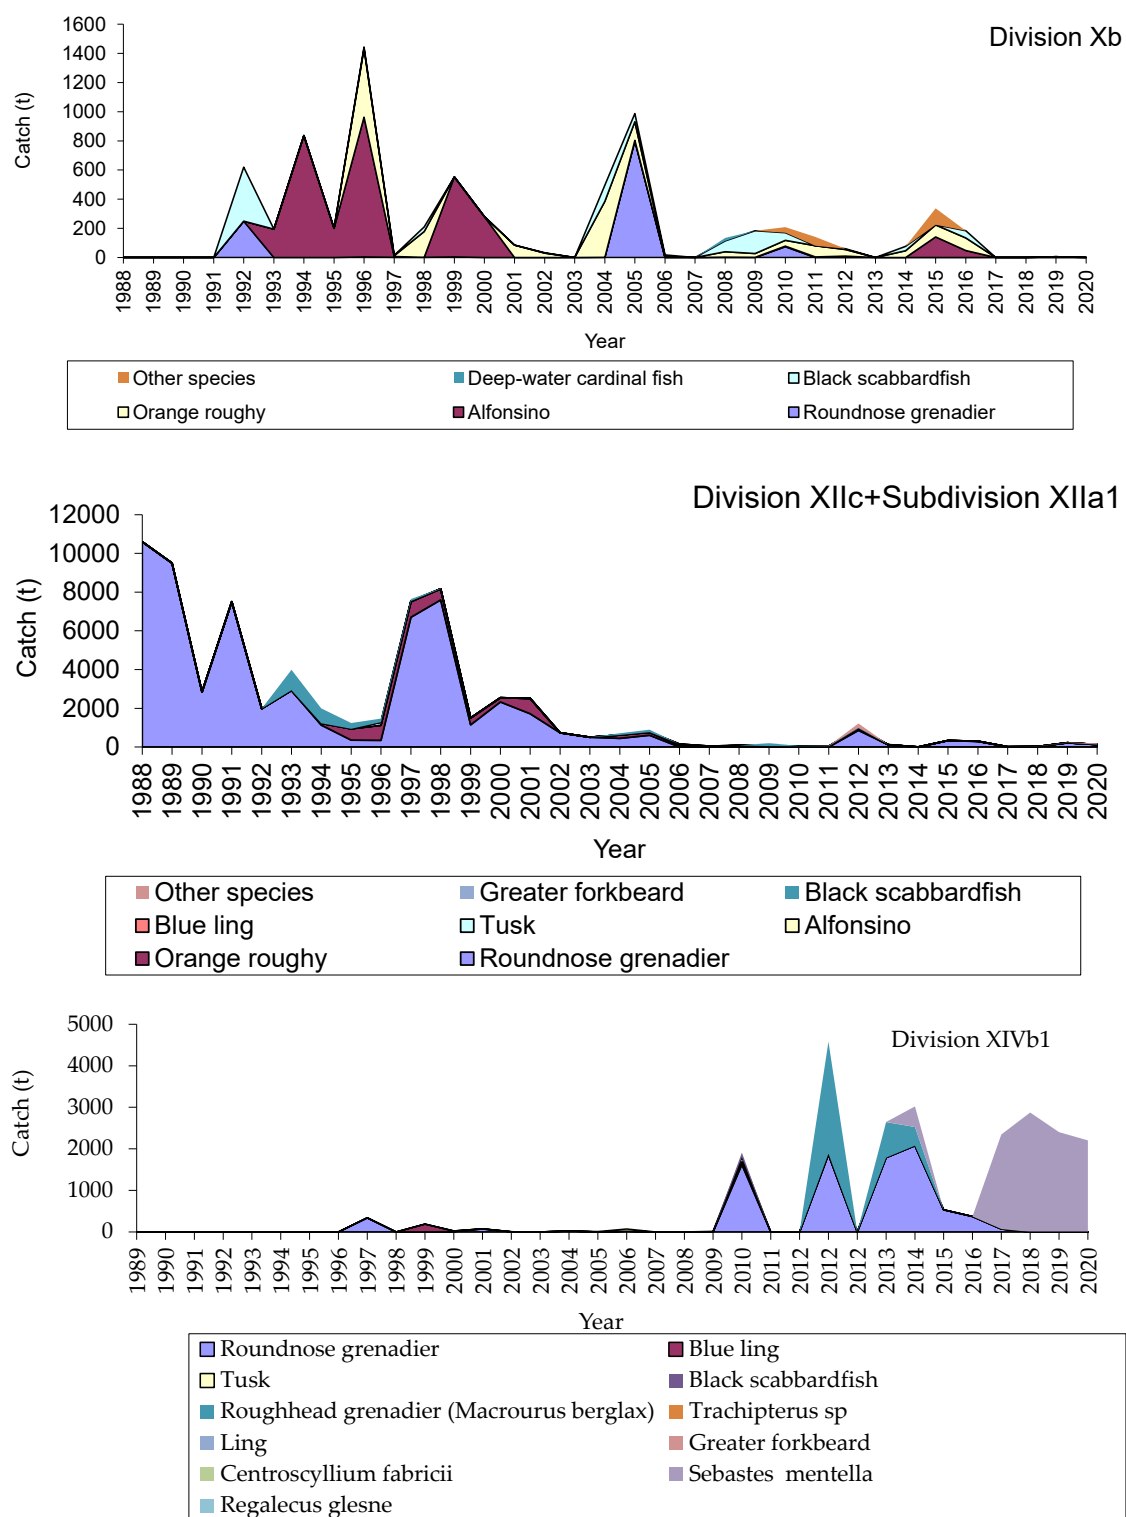 Division Xb
1600
1400
1200
1000
800
600
400
200
0
Catch (t)
1988 1989 1990 1991 1992 1993 1994 1995 1996 1997 1998 1999 2000 2001 2002 2003 2004 2005 2006 2007 2008 2009 2010 2011 2012 2013 2014 2015 2016 2017 2018 2019 2020
Year
Other species Deep-water cardinal fish Black scabbardfish
Orange roughy Alfonsino Roundnose grenadier
Division XIIc+Subdivision XIIa1
12000
10000
8000
6000
4000
2000
0
Catch (t)
1988 1989 1990 1991 1992 1993 1994 1995 1996 1997 1998 1999 2000 2001 2002 2003 2004 2005 2006 2007 2008 2009 2010 2011 2012 2013 2014 2015 2016 2017 2018 2019 2020
Year
Other species Greater forkbeard Black scabbardfish
Blue ling Tusk Alfonsino
Orange roughy Roundnose grenadier
Division XIVb1
5000
4000
3000
2000
1000
0
Catch (t)
1989 1990 1991 1992 1993 1994 1995 1996 1997 1998 1999 2000 2001 2002 2003 2004 2005 2006 2007 2008 2009 2010 2011 2012 2012 2012 2013 2014 2015 2016 2017 2018 2019 2020
Year
Roundnose grenadier Blue ling
Tusk Black scabbardfish
Roughhead grenadier (Macrourus berglax) Trachipterus sp
Ling Greater forkbeard
Centroscyllium fabricii Sebastes mentella
Regalecus glesne